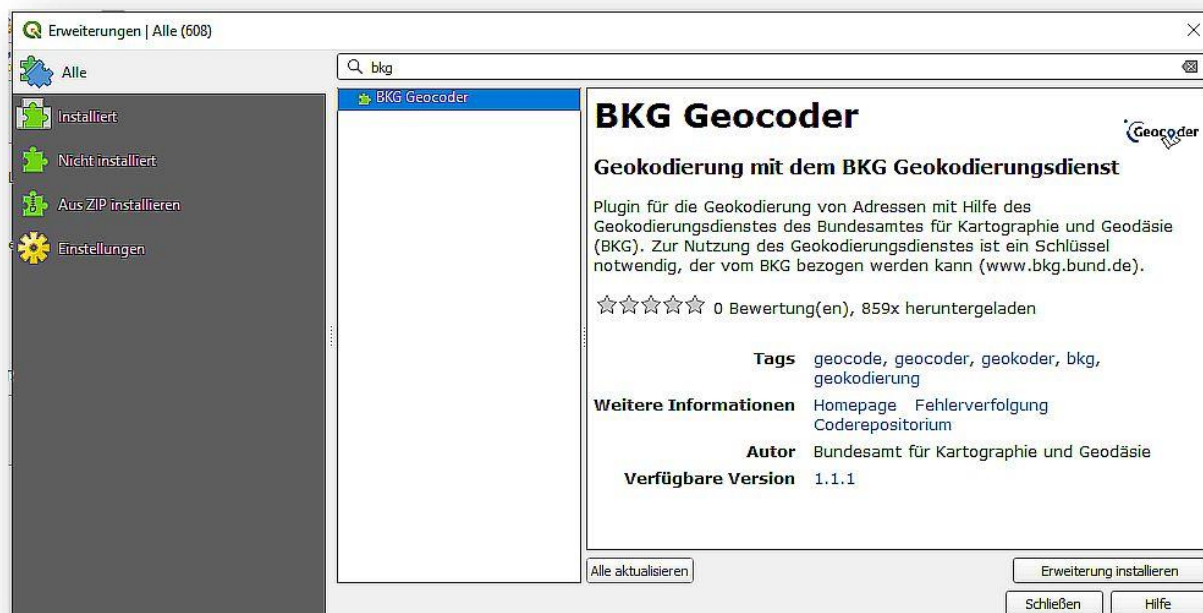 Erweiterungen | Alle (608)
Alle
Installiert
Nicht installiert
Aus ZIP installieren
Einstellungen
bkg
BKG Geocoder
BKG Geocoder
Geocoder
Geokodierung mit dem BKG Geokodierungsdienst
Plugin für die Geokodierung von Adressen mit Hilfe des
Geokodierungsdienstes des Bundesamtes für Kartographie und Geodäsie
(BKG). Zur Nutzung des Geokodierungsdienstes ist ein Schlüssel
notwendig, der vom BKG bezogen werden kann (www.bkg.bund.de).
0 Bewertung(en), 859x heruntergeladen
Tags geocode, geocoder, geokoder, bkg,
geokodierung
Weitere Informationen Homepage Fehlerverfolgung
Coderepositorium
Autor Bundesamt für Kartographie und Geodäsie
Verfügbare Version 1.1.1
Alle aktualisieren
Erweiterung installieren
Schließen Hilfe